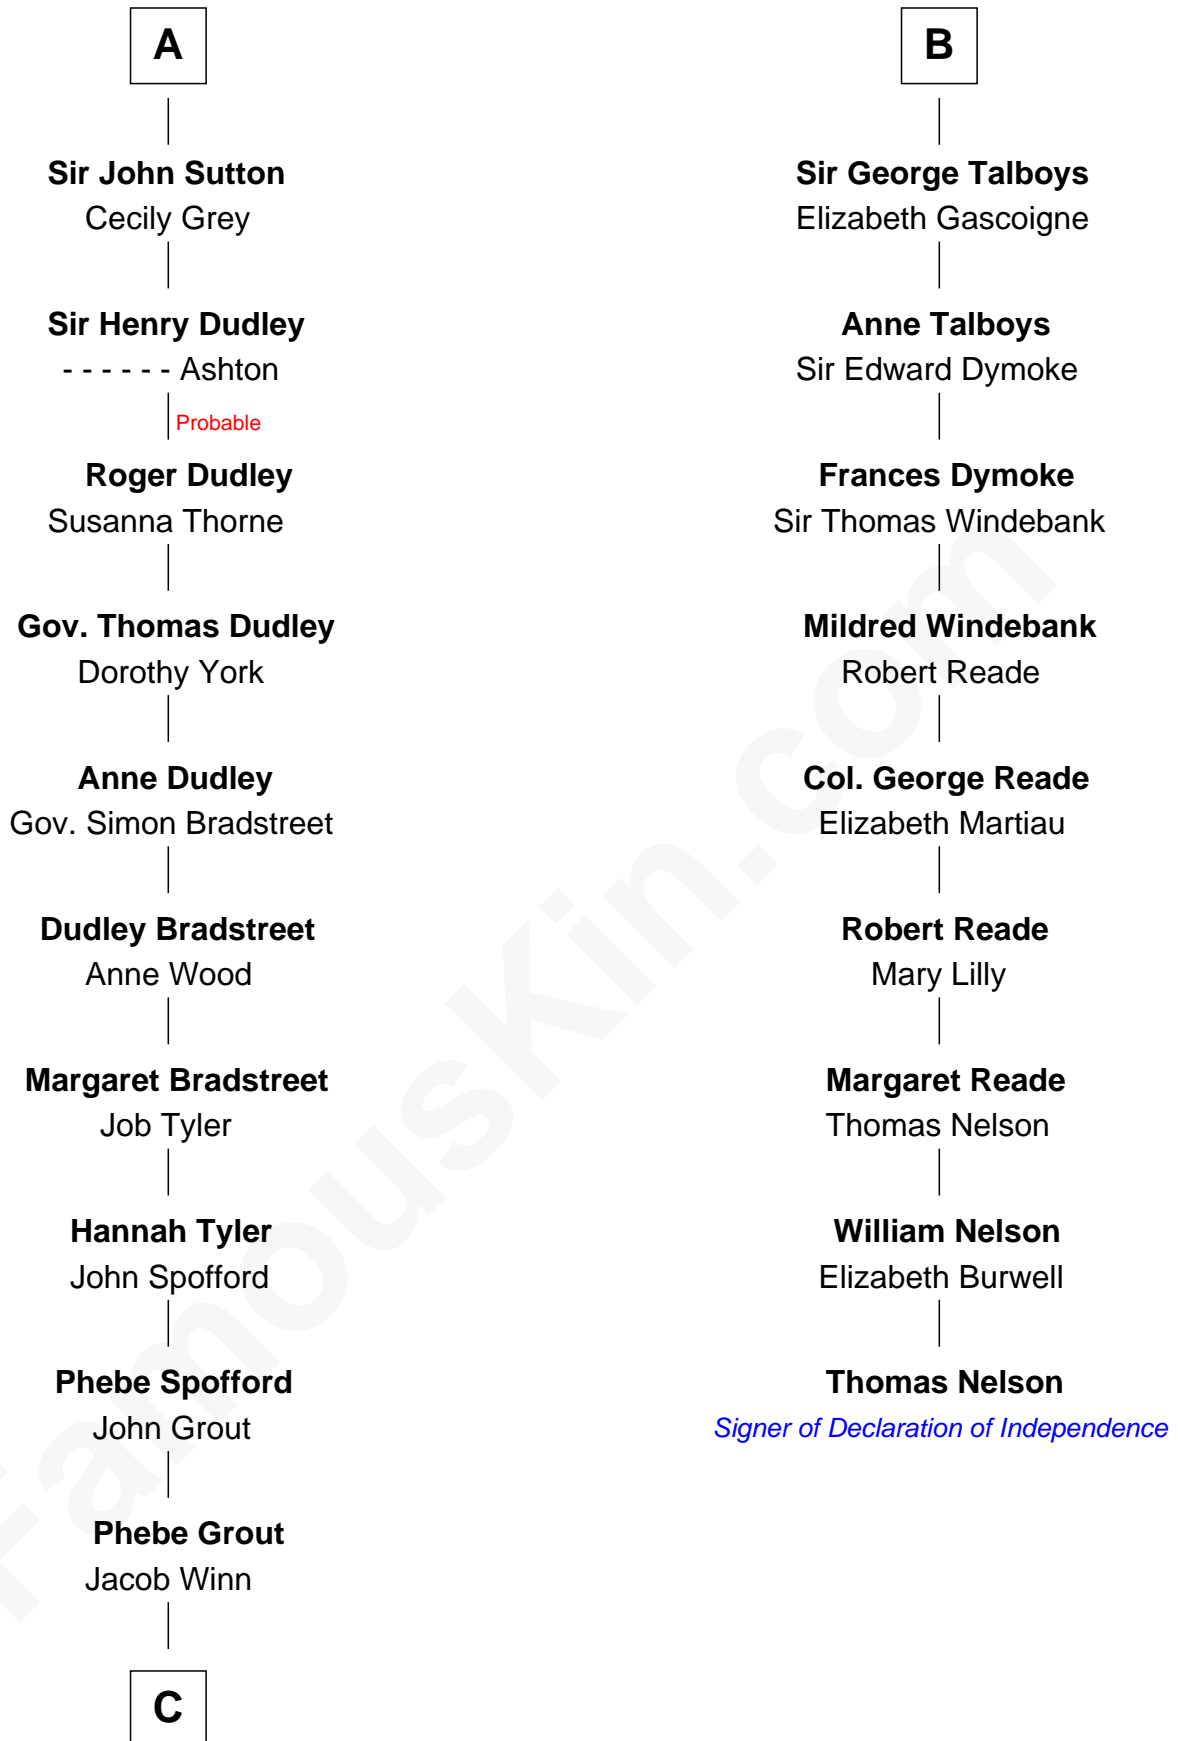 A
Sir John Sutton
Cecily Grey
Sir Henry Dudley
- - - - - - Ashton
Probable
Roger Dudley
Susanna Thorne
Gov. Thomas Dudley
Dorothy York
Anne Dudley
Gov. Simon Bradstreet
Dudley Bradstreet
Anne Wood
Margaret Bradstreet
Job Tyler
Hannah Tyler
John Spofford
Phebe Spofford
John Grout
Phebe Grout
Jacob Winn
C
B
Sir George Talboys
Elizabeth Gascoigne
Anne Talboys
Sir Edward Dymoke
Frances Dymoke
Sir Thomas Windebank
Mildred Windebank
Robert Reade
Col. George Reade
Elizabeth Martiau
Robert Reade
Mary Lilly
Margaret Reade
Thomas Nelson
William Nelson
Elizabeth Burwell
Thomas Nelson
Signer of Declaration of Independence
FamousKin.com